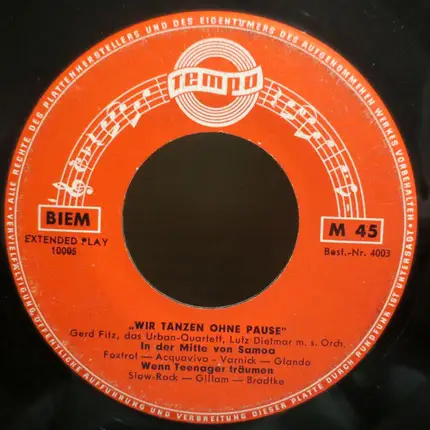 ALLE RECHTE DES PLATTENHERSTELLERS UND DES EIGENTÜMERS DES AUFGENOMMENEN WERKES VORBEHALTEN
Tempo
BIEM
M 45
EXTENDED PLAY
10005
Best.-Nr. 4003
„WIR TANZEN OHNE PAUSE"
Gerd Fitz, das Urban-Quartett, Lutz Dietmar m. s. Orch.
In der Mitte von Samoa
Foxtrot — Acquaviva - Varnick — Glando
Wenn Teenager träumen
Slow-Rock — Gillam — Bradtke
VERVIELFÄLTIGUNG, ÖFFENTLICHE AUFFÜHRUNG UND VERBREITUNG DIESER PLATTE DURCH RUNDFUNK IST UNTERSAGT